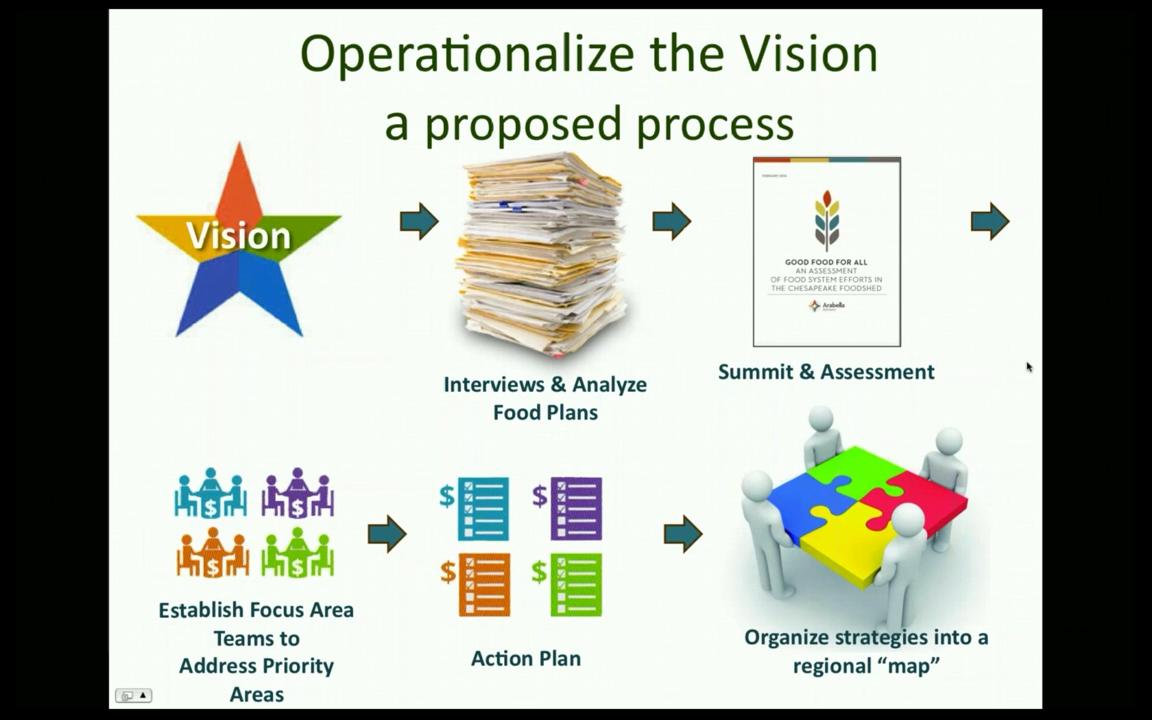 Operationalize the Vision
a proposed process
Vision
Interviews & Analyze
Food Plans
GOOD FOOD FOR ALL
AN ASSESSMENT
OF FOOD SYSTEM EFFORTS IN
THE CHESAPEAKE FOODSHED
Arabella
Summit & Assessment
$
$
$
$
Establish Focus Area
Teams to
Address Priority
Areas
$
$
$
$
Action Plan
Organize strategies into a
regional “map”